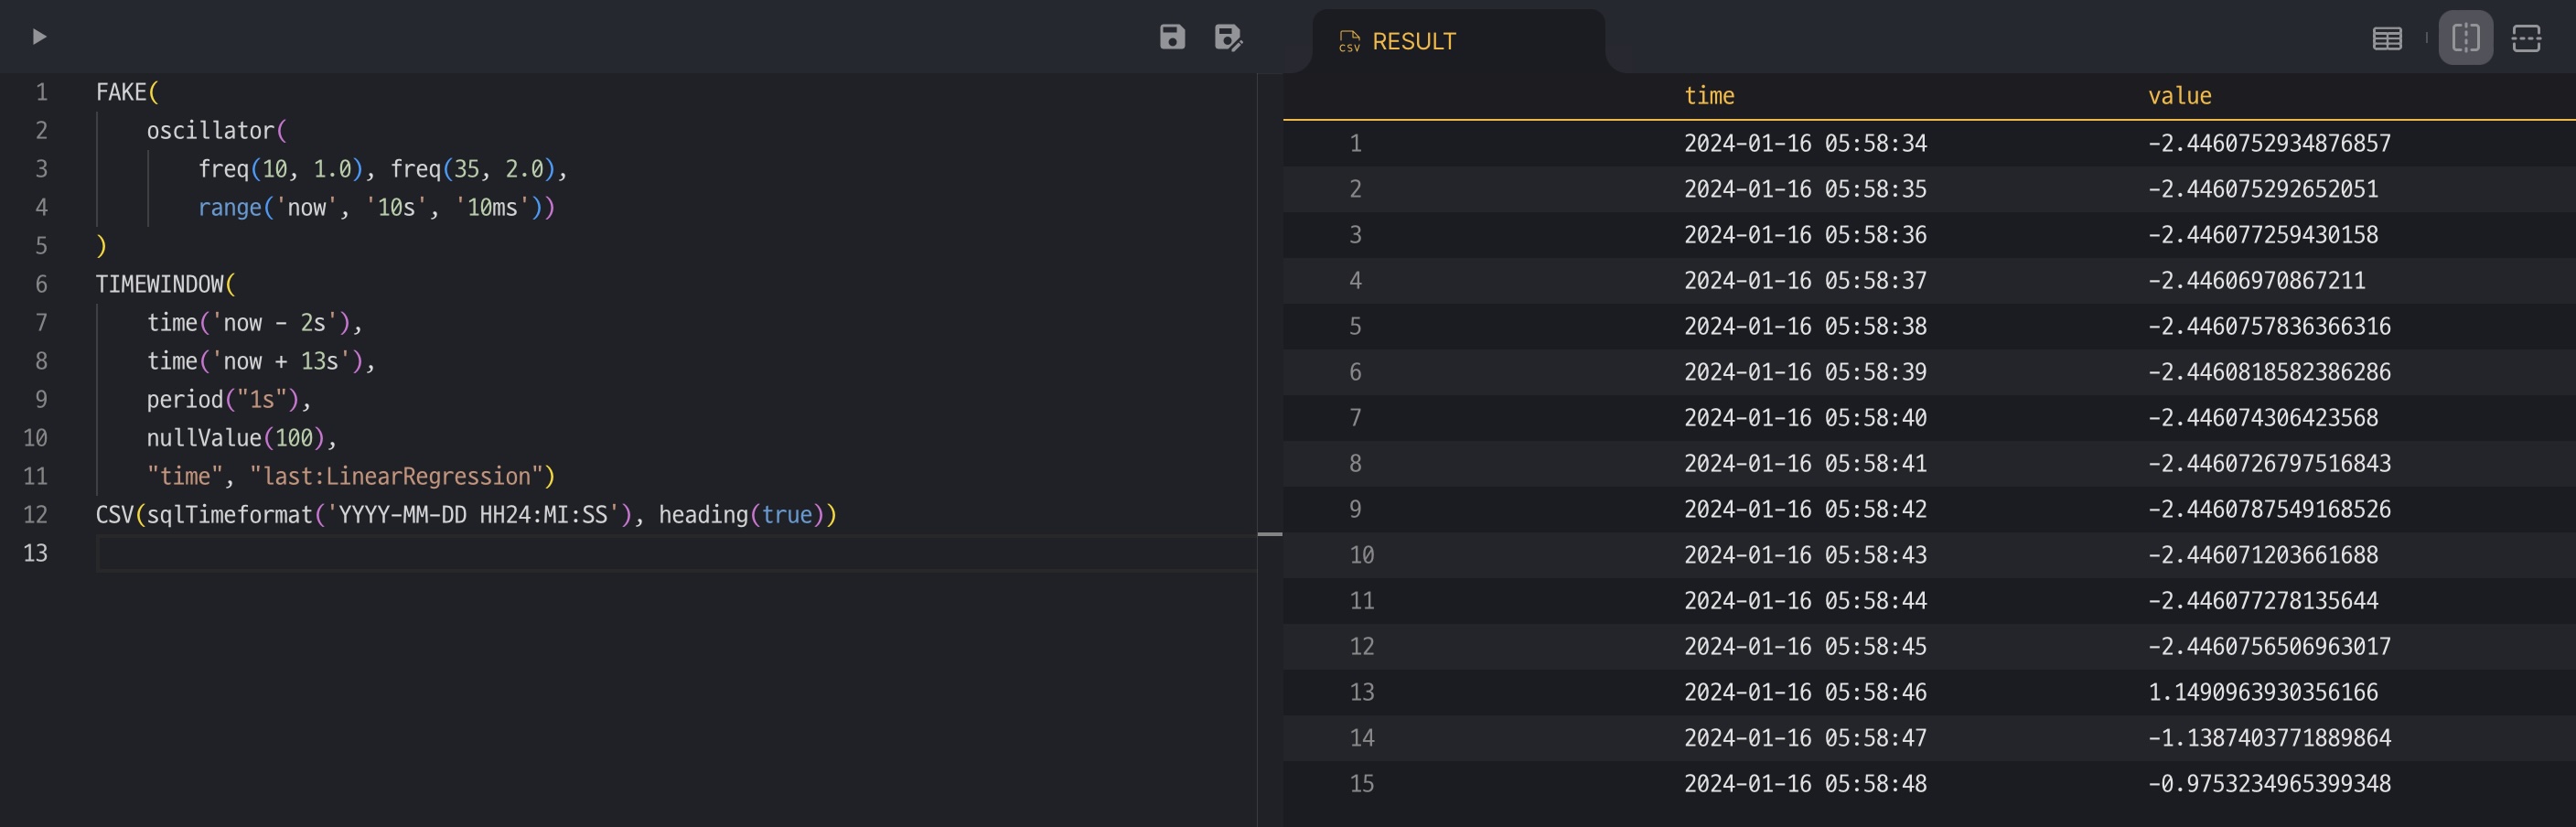 1 FAKE(
2 oscillator(
3 freq(10, 1.0), freq(35, 2.0),
4 range('now', '10s', '10ms'))
5 )
6 TIMEWINDOW(
7 time('now - 2s'),
8 time('now + 13s'),
9 period("1s"),
10 nullValue(100),
11 "time", "last:LinearRegression")
12 CSV(sqlTimeformat('YYYY-MM-DD HH24:MI:SS'), heading(true))
13
CSV RESULT
time value
1 2024-01-16 05:58:34 -2.4460752934876857
2 2024-01-16 05:58:35 -2.446075292652051
3 2024-01-16 05:58:36 -2.446077259430158
4 2024-01-16 05:58:37 -2.44606970867211
5 2024-01-16 05:58:38 -2.4460757836366316
6 2024-01-16 05:58:39 -2.4460818582386286
7 2024-01-16 05:58:40 -2.446074306423568
8 2024-01-16 05:58:41 -2.4460726797516843
9 2024-01-16 05:58:42 -2.4460787549168526
10 2024-01-16 05:58:43 -2.446071203661688
11 2024-01-16 05:58:44 -2.446077278135644
12 2024-01-16 05:58:45 -2.4460756506963017
13 2024-01-16 05:58:46 1.1490963930356166
14 2024-01-16 05:58:47 -1.1387403771889864
15 2024-01-16 05:58:48 -0.9753234965399348